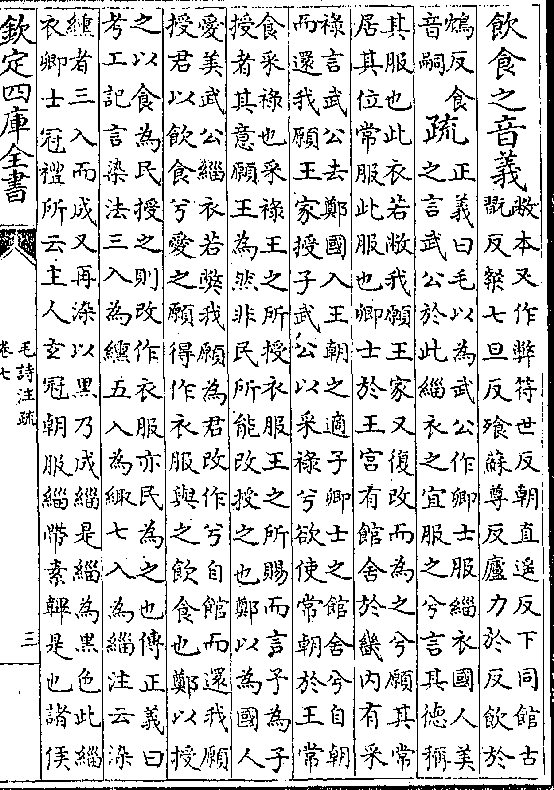 飲食之音義敝本又作弊符世反朝直遥反下同館古
翫反粲七旦反飱蘇尊反廬力於反飲於
鴆反食
音嗣
疏正義曰毛以為武公作卿士服緇衣國人美
之言武公於此緇衣之宜服之兮言其德稱
其服也此衣若敝我願王家又復改而為之兮願其常
居其位常服此服也卿士於王宮有館舍於畿内有采
祿言武公去鄭國入王朝之適子卿士之館舍兮自朝
而還我願王家授子武公以采祿兮欲使常朝於王常
食采祿也采祿王之所授衣服王之所賜而言予為子
授者其意願王為然非民所能改授之也鄭以為國人
愛美武公緇衣若獘我願為君改作兮自館而還我願
授君以飲食兮愛之願得作衣服與之飲食也鄭以授
之以食為民授之則改作衣服亦民為之也傳正義曰
考工記言染法三入為纁五入為緅七入為緇注云染
纁者三入而成又再染以黑乃成緇是緇為黑色此緇
衣卿士冠禮所云主人玄冠朝服緇帶素韠是也諸侯
欽定四庫全書
毛詩注疏
卷七
三